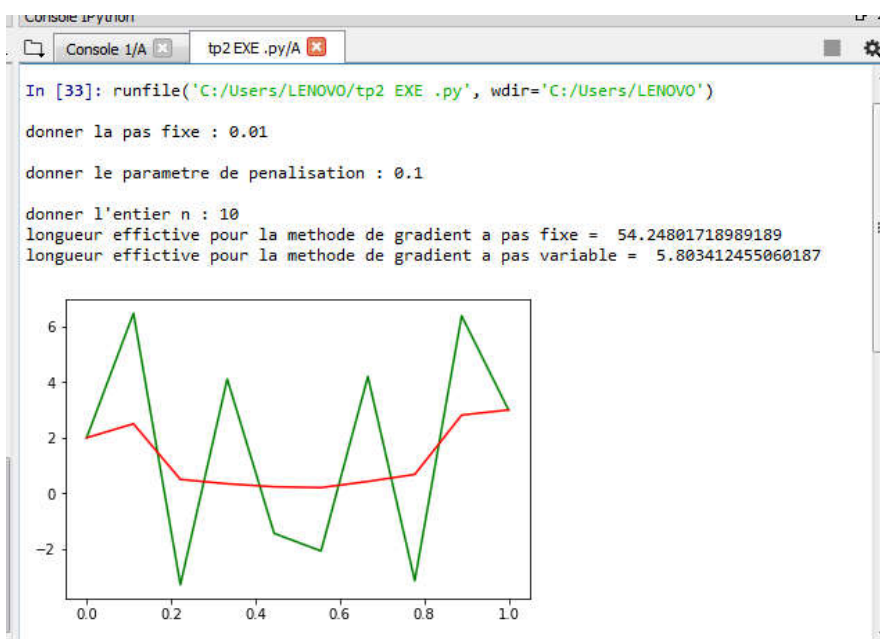 Console IPython
Console 1/A
tp2 EXE .py/A
In [33]: runfile('C:/Users/LENOVO/tp2 EXE .py', wdir='C:/Users/LENOVO')
donner la pas fixe : 0.01
donner le parametre de penalisation : 0.1
donner l'entier n : 10
longueur effictive pour la methode de gradient a pas fixe =  54.24801718989189
longueur effictive pour la methode de gradient a pas variable =  5.803412455060187
6
4
2
0
−2
0.0 0.2 0.4 0.6 0.8 1.0